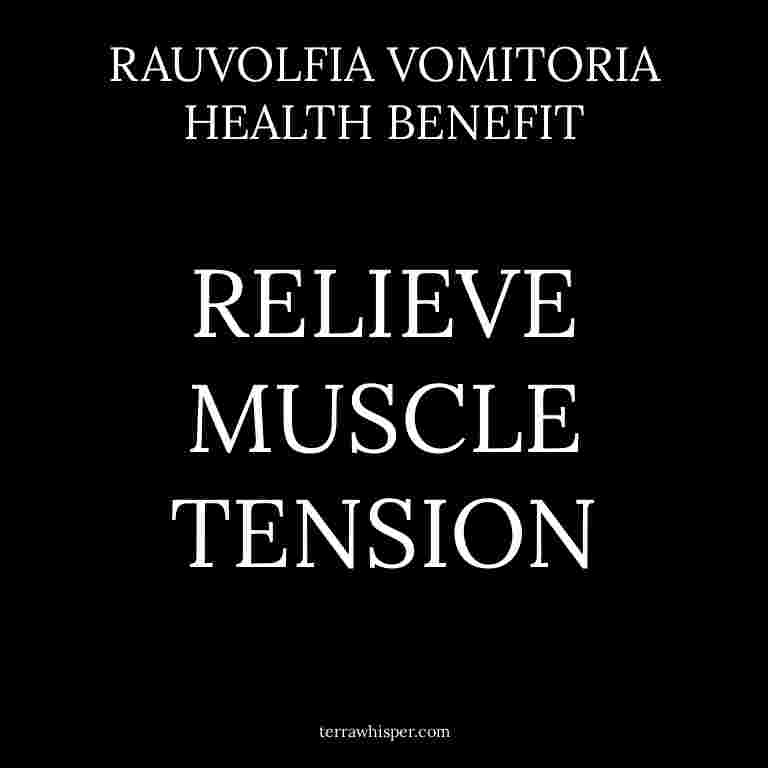 RAUVOLFIA VOMITORIA
HEALTH BENEFIT
RELIEVE
MUSCLE
TENSION
terrawhisper.com